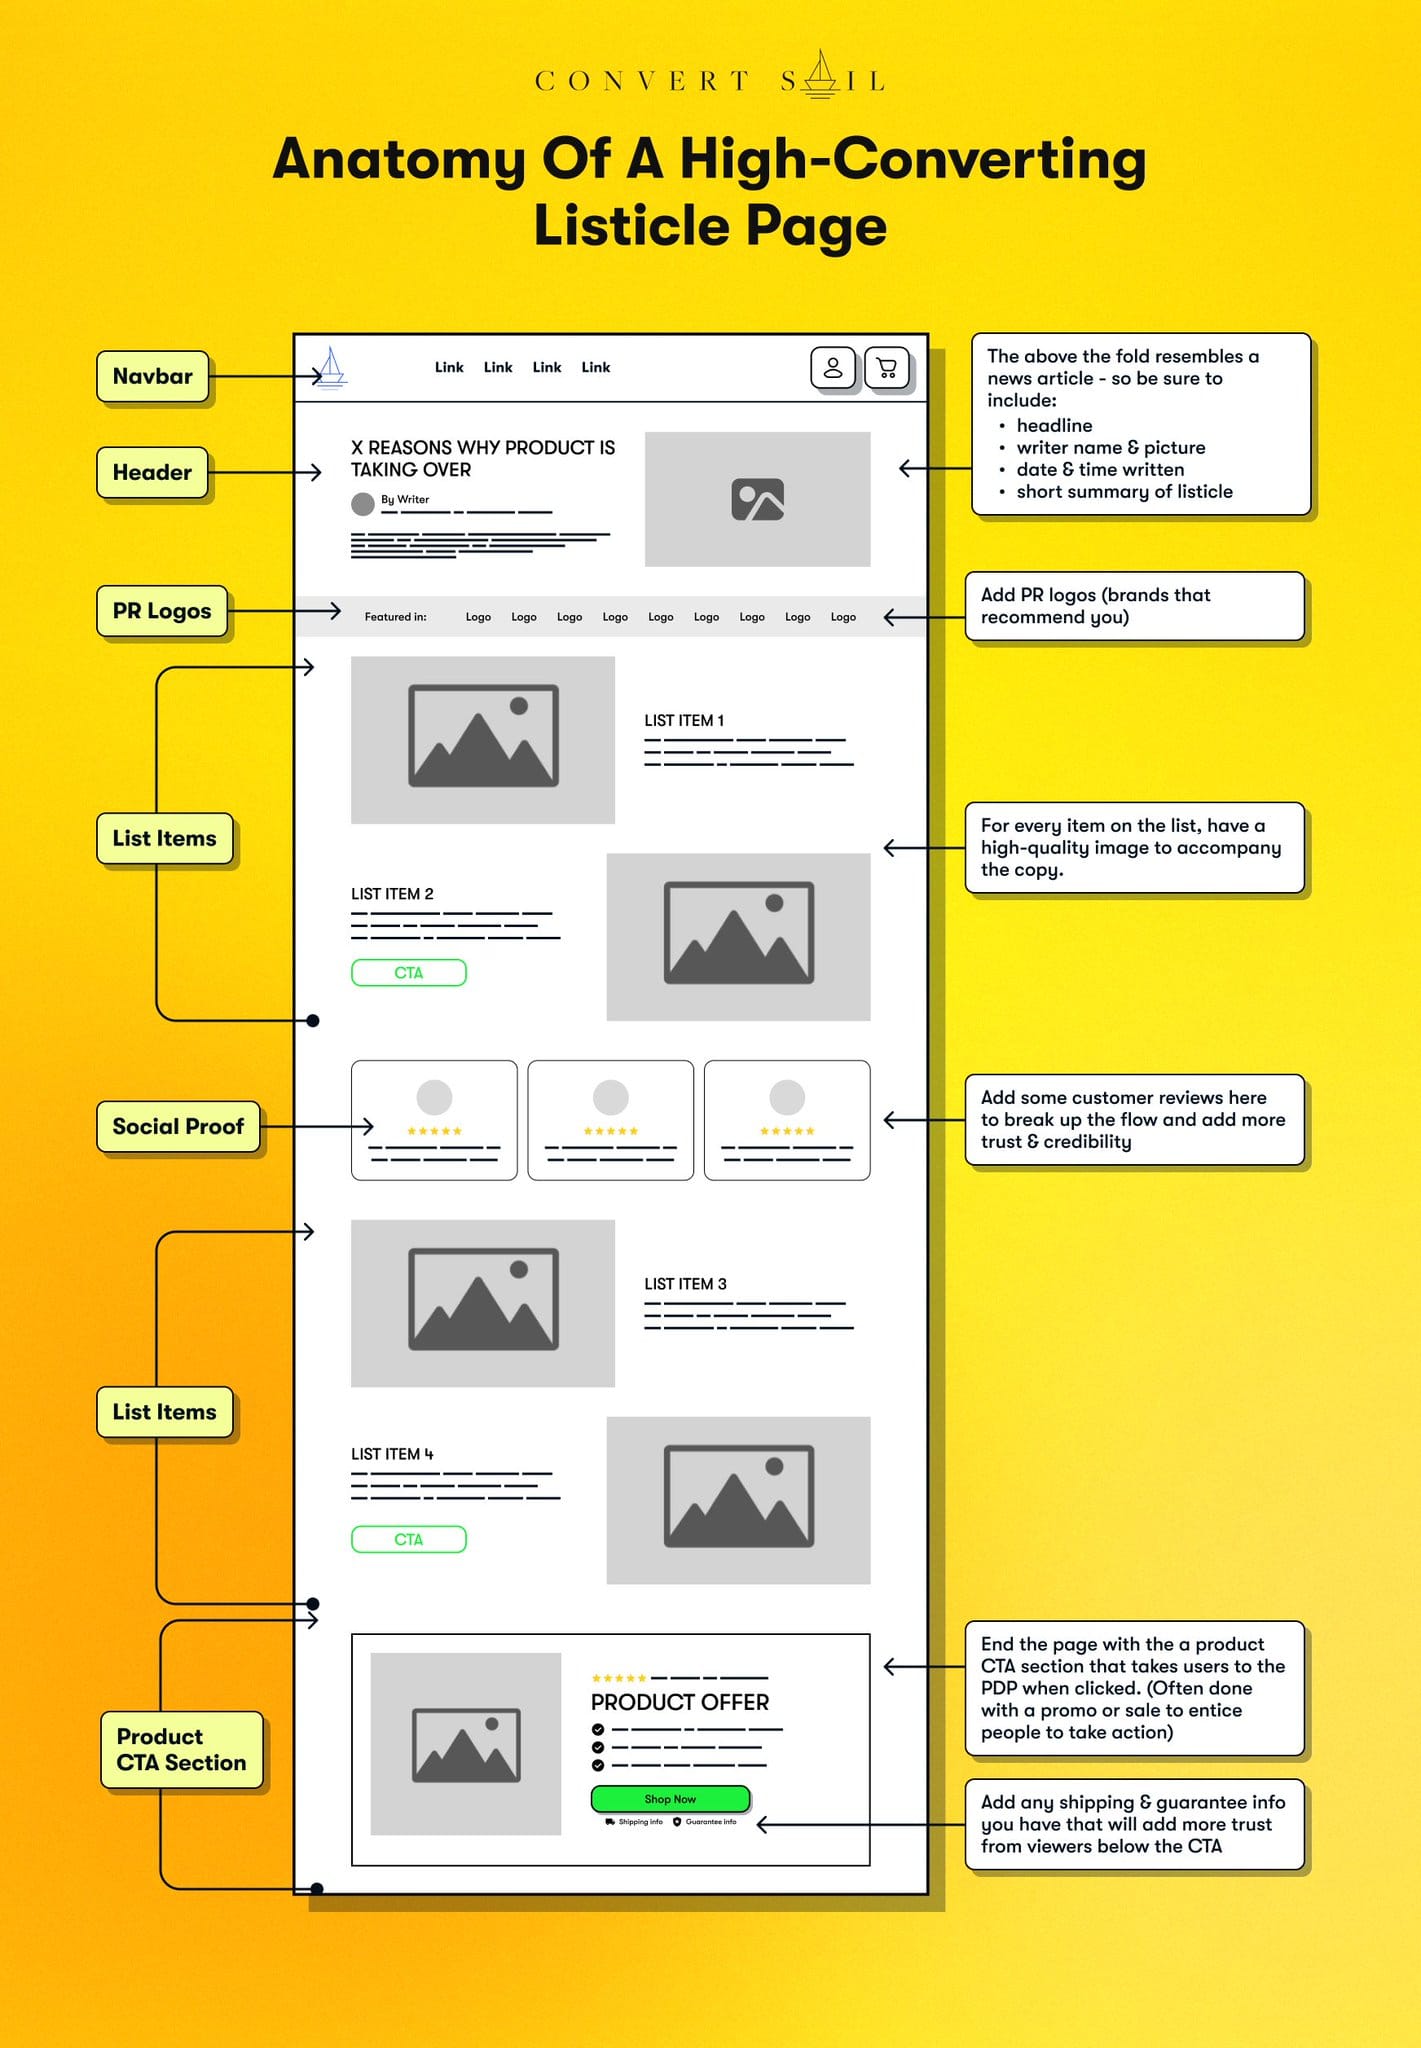 CONVERT SAIL
Anatomy Of A High-Converting
Listicle Page
Navbar
Link Link Link Link
The above the fold resembles a
news article - so be sure to
include:
• headline
• writer name & picture
• date & time written
• short summary of listicle
Header
X REASONS WHY PRODUCT IS
TAKING OVER
By Writer
PR Logos
Featured in: Logo Logo Logo Logo Logo Logo Logo Logo Logo
Add PR logos (brands that
recommend you)
List Items
LIST ITEM 1
For every item on the list, have a
high-quality image to accompany
the copy.
LIST ITEM 2
CTA
Social Proof
Add some customer reviews here
to break up the flow and add more
trust & credibility
List Items
LIST ITEM 3
LIST ITEM 4
CTA
Product
CTA Section
PRODUCT OFFER
Shop Now
Shipping info Guarantee info
End the page with the a product
CTA section that takes users to the
PDP when clicked. (Often done
with a promo or sale to entice
people to take action)
Add any shipping & guarantee info
you have that will add more trust
from viewers below the CTA